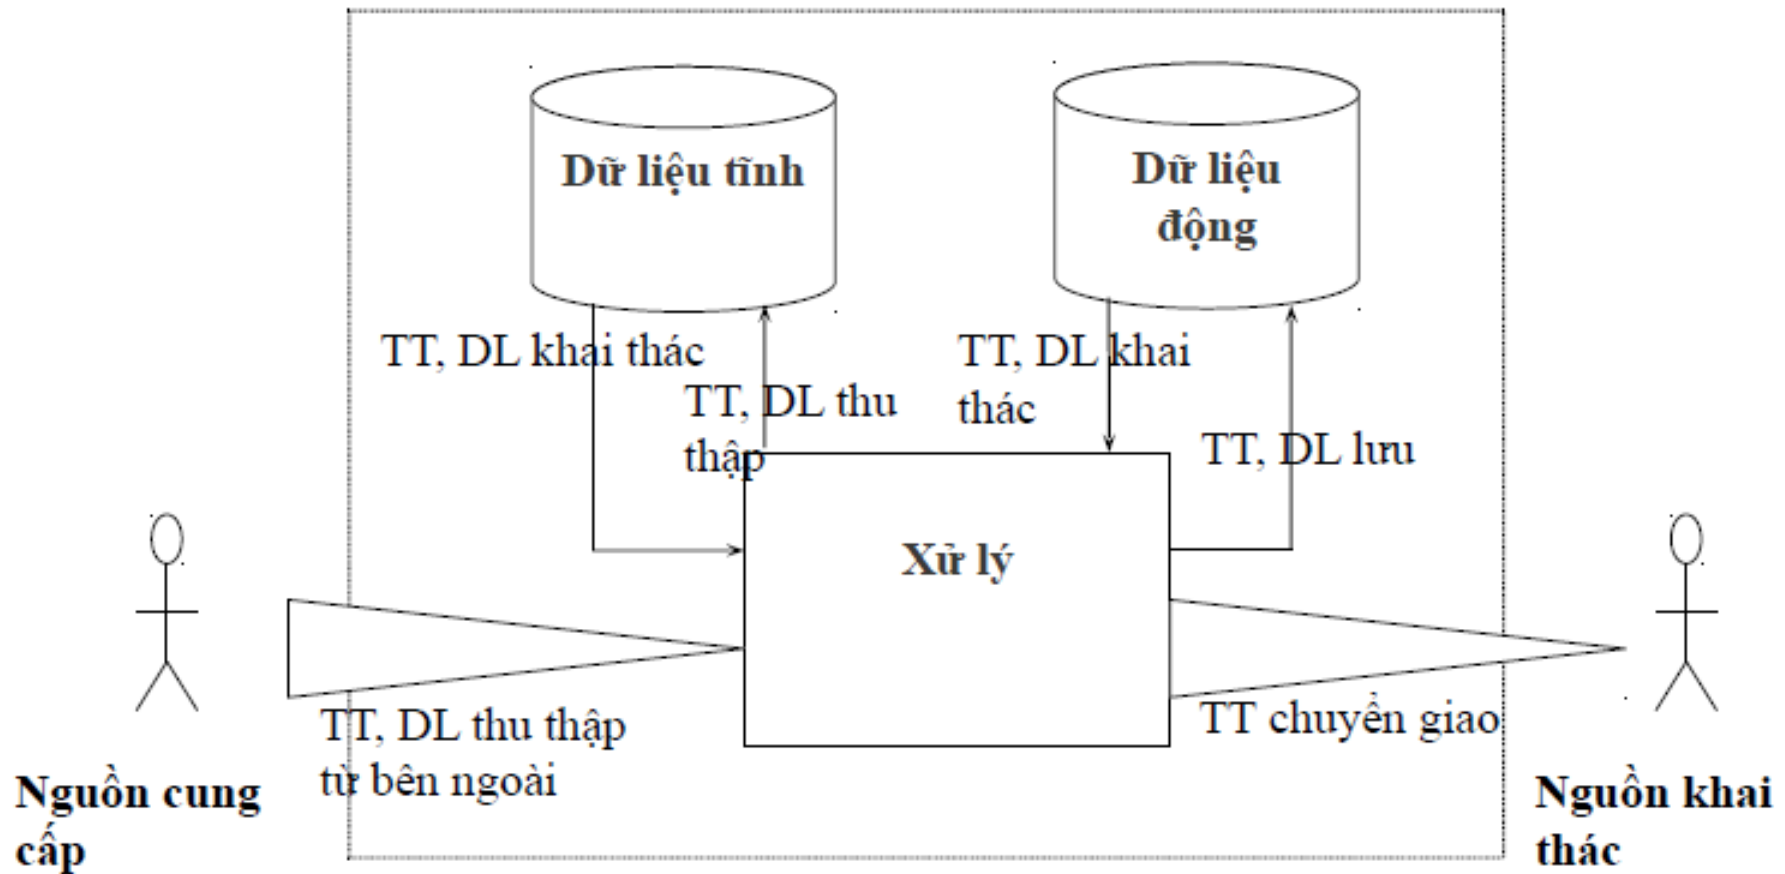 Dữ liệu tĩnh
Dữ liệu
động
TT, DL khai thác
TT, DL thu
thập
TT, DL khai
thác
TT, DL lưu
Xử lý
TT, DL thu thập
từ bên ngoài
TT chuyển giao
Nguồn cung
cấp
Nguồn khai
thác